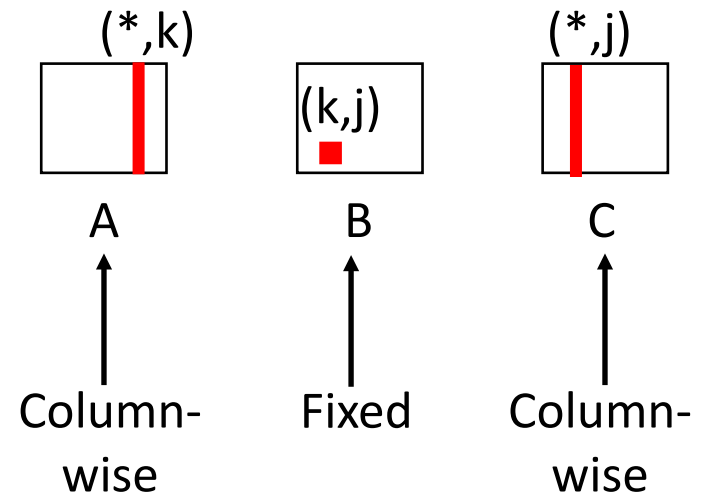 (*,k)
(*,j)
(k,j)
A
B
C
Column-
wise
Fixed
Column-
wise